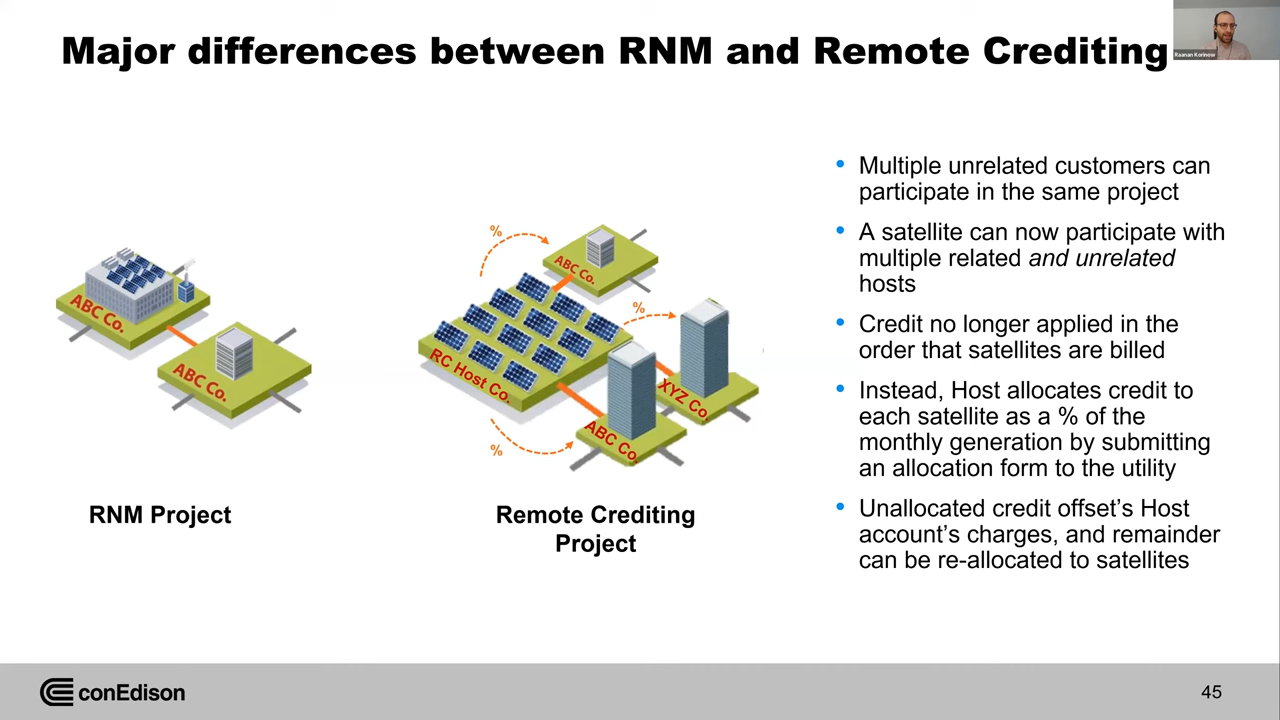 Major differences between RNM and Remote Crediting
Raanan Korinow
ABC Co.
ABC Co.
RNM Project
%
ABC Co.
%
RC Host Co.
XYZ Co.
ABC Co.
%
Remote Crediting
Project
• Multiple unrelated customers can
participate in the same project
• A satellite can now participate with
multiple related and unrelated
hosts
• Credit no longer applied in the
order that satellites are billed
• Instead, Host allocates credit to
each satellite as a % of the
monthly generation by submitting
an allocation form to the utility
• Unallocated credit offset's Host
account's charges, and remainder
can be re-allocated to satellites
conEdison
45